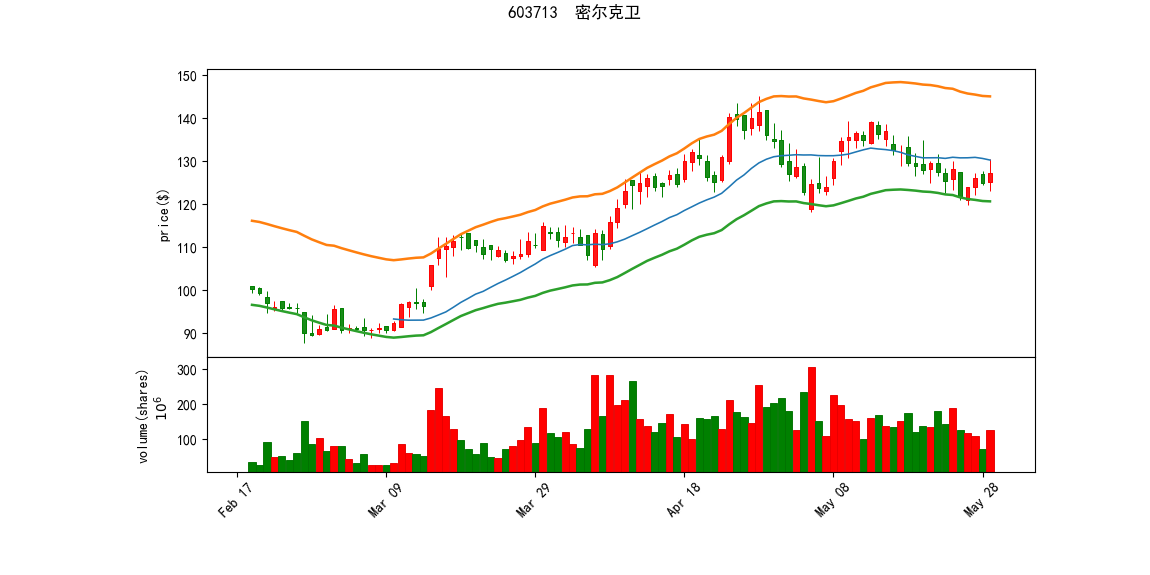 603713 密尔克卫
150
140
130
120
110
100
90
price($)
300
200
100
volume(shares)
10^6
Feb 17
Mar 09
Mar 29
Apr 18
May 08
May 28